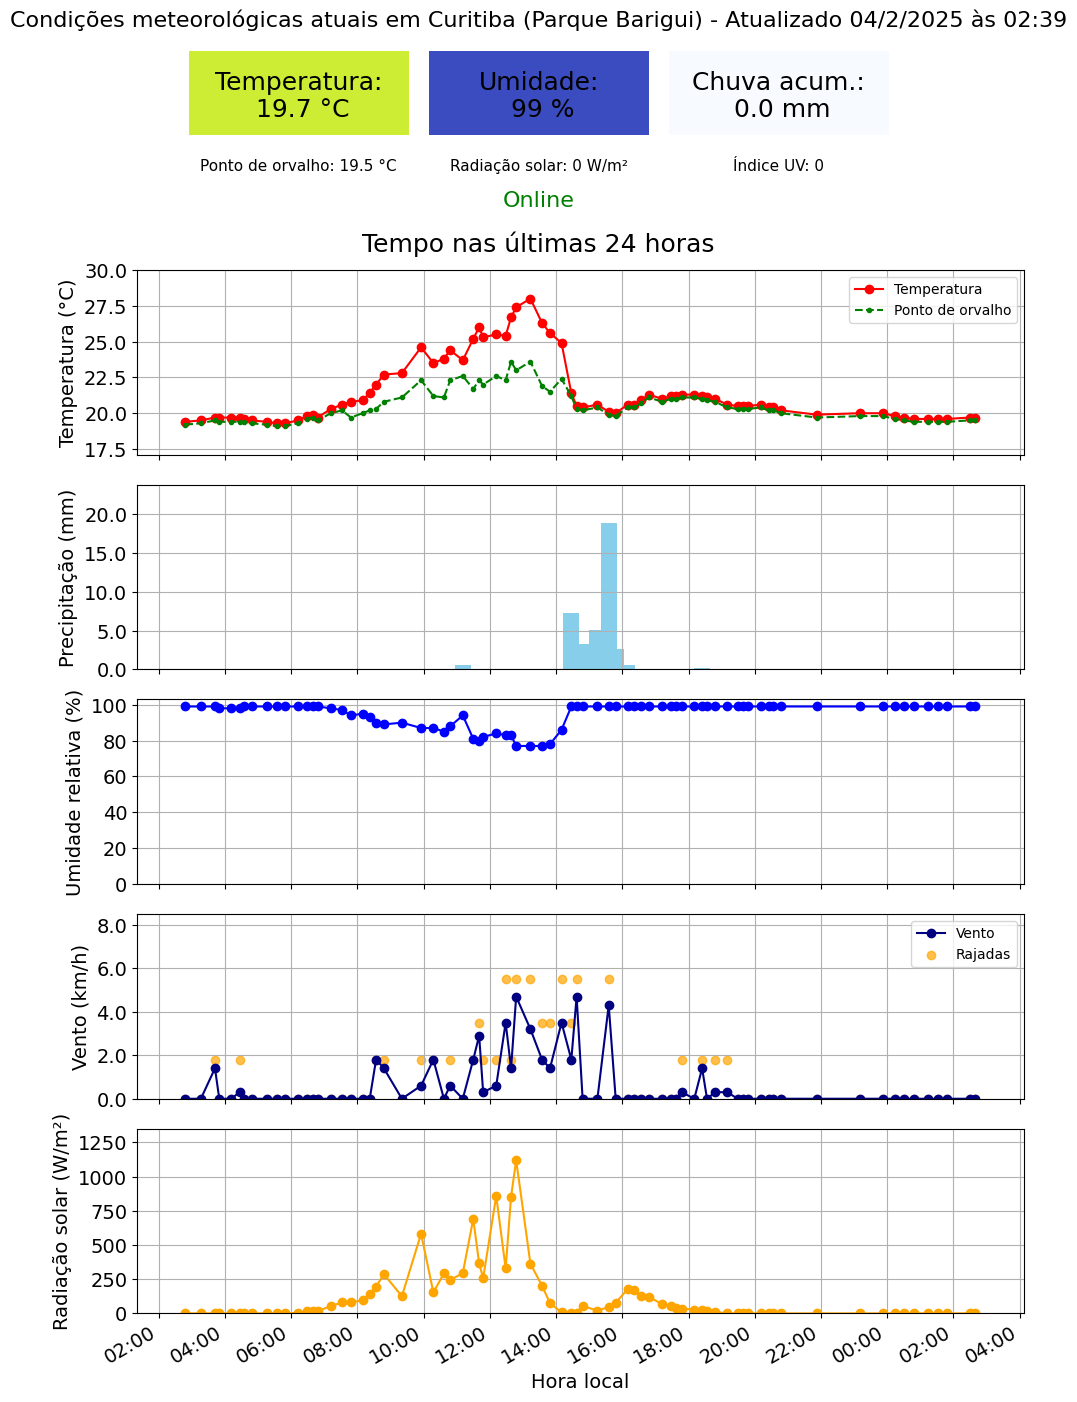 Condições meteorológicas atuais em Curitiba (Parque Barigui) - Atualizado 04/2/2025 às 02:39
Temperatura:
19.7 °C
Umidade:
99 %
Chuva acum.:
0.0 mm
Ponto de orvalho: 19.5 °C
Radiação solar: 0 W/m²
Índice UV: 0
Online
Tempo nas últimas 24 horas
Temperatura (°C)
30.0
27.5
25.0
22.5
20.0
17.5
Temperatura
Ponto de orvalho
Precipitação (mm)
20.0
15.0
10.0
5.0
0.0
Umidade relativa (%)
100
80
60
40
20
0
Vento (km/h)
8.0
6.0
4.0
2.0
0.0
Vento
Rajadas
Radiação solar (W/m²)
1250
1000
750
500
250
0
02:00
04:00
06:00
08:00
10:00
12:00
14:00
16:00
18:00
20:00
22:00
00:00
02:00
04:00
Hora local